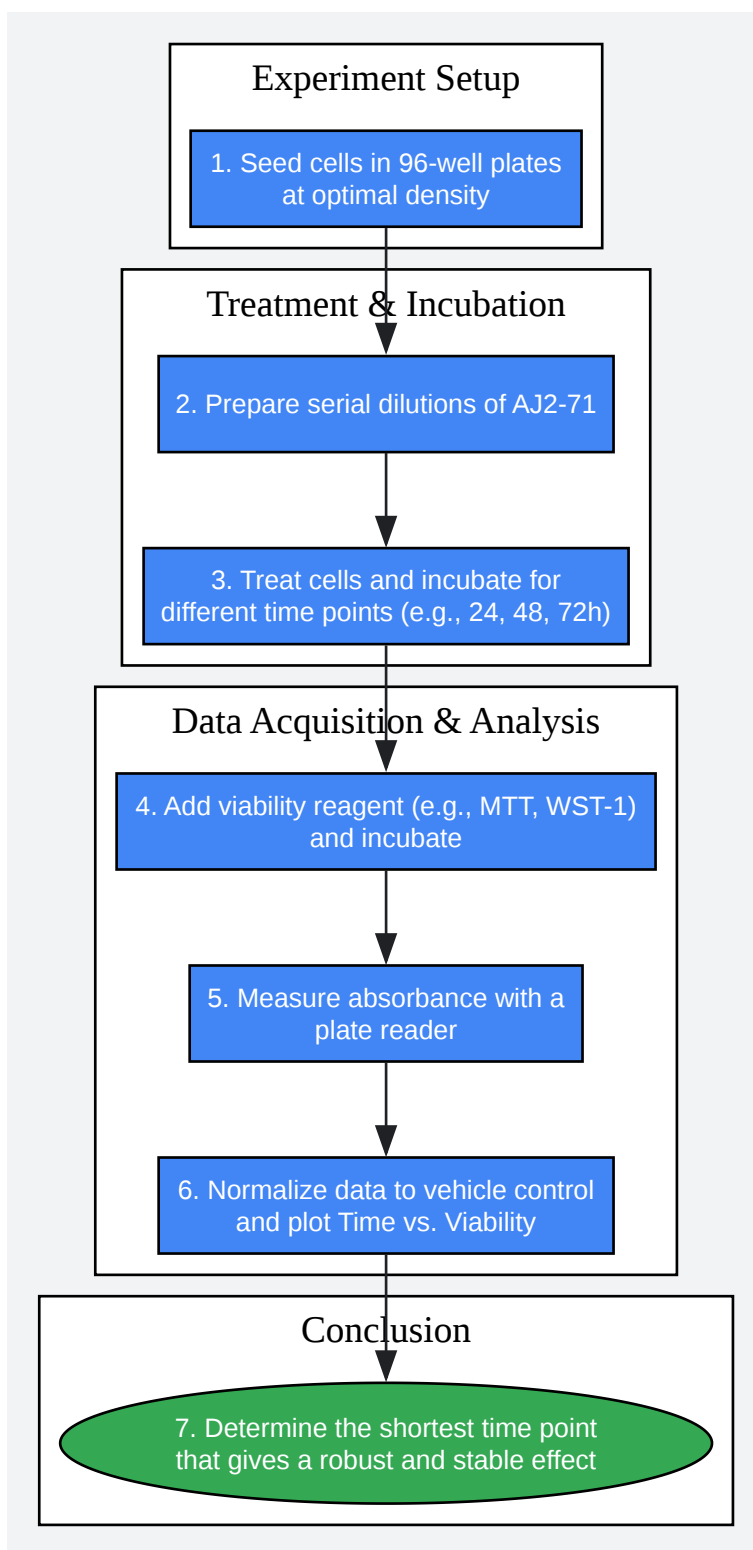 Experiment Setup
1. Seed cells in 96-well plates
at optimal density
Treatment & Incubation
2. Prepare serial dilutions of AJ2-71
3. Treat cells and incubate for
different time points (e.g., 24, 48, 72h)
Data Acquisition & Analysis
4. Add viability reagent (e.g., MTT, WST-1)
and incubate
5. Measure absorbance with a
plate reader
6. Normalize data to vehicle control
and plot Time vs. Viability
Conclusion
7. Determine the shortest time point
that gives a robust and stable effect